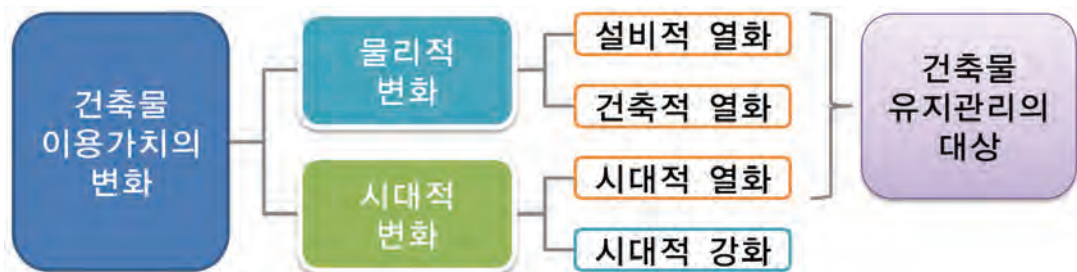 건축물
이용가치의
변화
물리적
변화
시대적
변화
설비적 열화
건축적 열화
시대적 열화
시대적 강화
건축물
유지관리의
대상